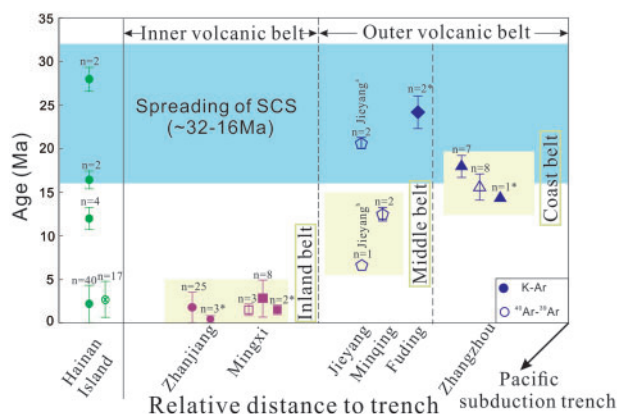 Inner volcanic belt
Outer volcanic belt
35
30
25
20
15
10
5
0
Age (Ma)
n=2
n=2
n=4
n=40
n=17
Spreading of SCS
(~32-16Ma)
n=25
n=3*
n=3
n=8
n=2*
Inland belt
Jieyang*
n=2
n=2*
Jieyang*
n=2
n=1
Middle belt
n=7
n=8
n=1*
Coast belt
K-Ar
⁴⁰Ar-³⁹Ar
Hainan
Island
Zhanjiang
Mingxi
Jieyang
Minqing
Fuding
Zhangzhou
Pacific
subduction trench
Relative distance to trench